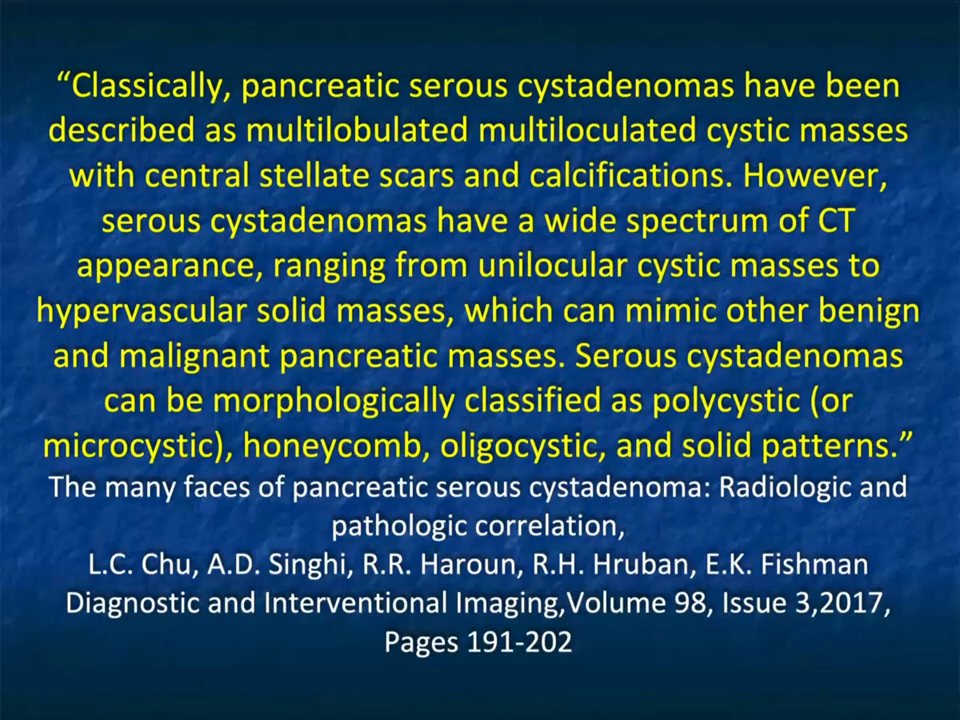 “Classically, pancreatic serous cystadenomas have been
described as multilobulated multiloculated cystic masses
with central stellate scars and calcifications. However,
serous cystadenomas have a wide spectrum of CT
appearance, ranging from unilocular cystic masses to
hypervascular solid masses, which can mimic other benign
and malignant pancreatic masses. Serous cystadenomas
can be morphologically classified as polycystic (or
microcystic), honeycomb, oligocystic, and solid patterns.”
The many faces of pancreatic serous cystadenoma: Radiologic and
pathologic correlation,
L.C. Chu, A.D. Singhi, R.R. Haroun, R.H. Hruban, E.K. Fishman
Diagnostic and Interventional Imaging,Volume 98, Issue 3,2017,
Pages 191-202